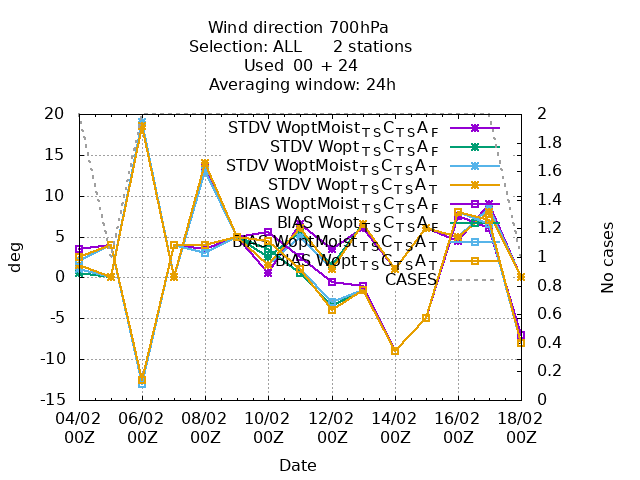 Wind direction 700hPa
Selection: ALL 2 stations
Used 00 + 24
Averaging window: 24h
20
15
10
5
0
-5
-10
-15
deg
2
1.8
1.6
1.4
1.2
1
0.8
0.6
0.4
0.2
0
No cases
STDV WoptMoist_TS C_TS A_F
STDV Wopt_TS C_TS A_F
STDV WoptMoist_TS C_TS A_T
STDV Wopt_TS C_TS A_T
BIAS WoptMoist_TS C_TS A_F
BIAS Wopt_TS C_TS A_F
BIAS WoptMoist_TS C_TS A_T
BIAS Wopt_TS C_TS A_T
CASES
04/02 06/02 08/02 10/02 12/02 14/02 16/02 18/02
00Z 00Z 00Z 00Z 00Z 00Z 00Z 00Z
Date